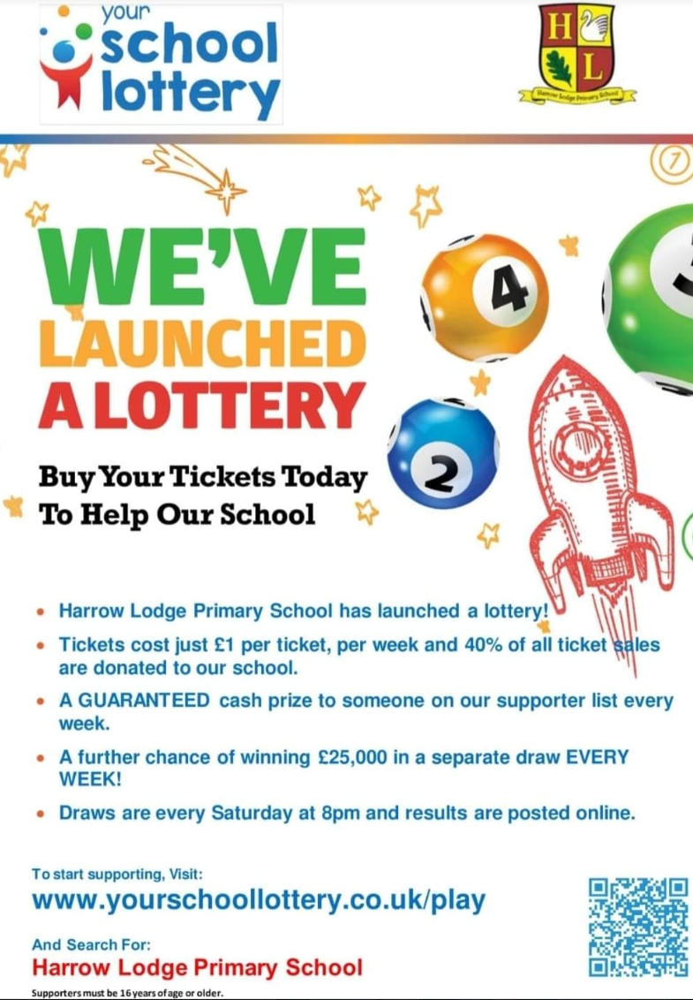 your
school
lottery
H
L
Harrow Lodge Primary School
7
WE'VE
LAUNCHED
A LOTTERY
4
2
Buy Your Tickets Today
To Help Our School
• Harrow Lodge Primary School has launched a lottery!
• Tickets cost just £1 per ticket, per week and 40% of all ticket sales
are donated to our school.
• A GUARANTEED cash prize to someone on our supporter list every
week.
• A further chance of winning £25,000 in a separate draw EVERY
WEEK!
• Draws are every Saturday at 8pm and results are posted online.
To start supporting, Visit:
www.yourschoollottery.co.uk/play
And Search For:
Harrow Lodge Primary School
Supporters must be 16 years of age or older.